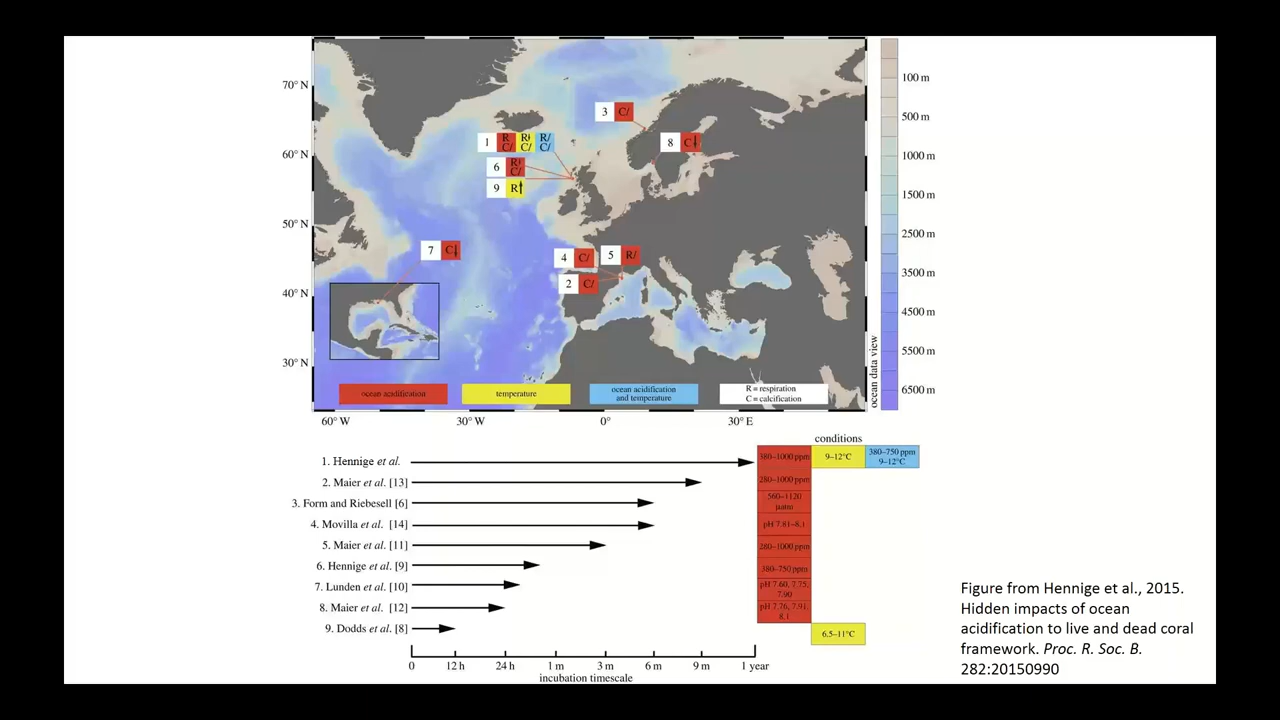 70° N
60° N
50° N
40° N
30° N
3 C/
1 R C/ R C/ R/ C/
8 C
6 R C/
9 R
7 C
4 C/
5 R/
2 C/
ocean acidification
temperature
ocean acidification
and temperature
R = respiration
C = calcification
60° W
30° W
0°
30° E
100 m
500 m
1000 m
1500 m
2500 m
3500 m
4500 m
5500 m
6500 m
ocean data view
conditions
1. Hennige et al.
380–1000 ppm
9–12°C
380–750 ppm
9–12°C
2. Maier et al. [13]
280–1000 ppm
3. Form and Riebesell [6]
560–1120
µatm
4. Movilla et al. [14]
pH 7.81–8.1
5. Maier et al. [11]
280–1000 ppm
6. Hennige et al. [9]
380–750 ppm
7. Lunden et al. [10]
pH 7.60, 7.75,
7.90
8. Maier et al. [12]
pH 7.76, 7.91,
8.1
9. Dodds et al. [8]
6.5–11°C
0
12 h
24 h
1 m
3 m
6 m
9 m
1 year
incubation timescale
Figure from Hennige et al., 2015.
Hidden impacts of ocean
acidification to live and dead coral
framework. Proc. R. Soc. B.
282:20150990